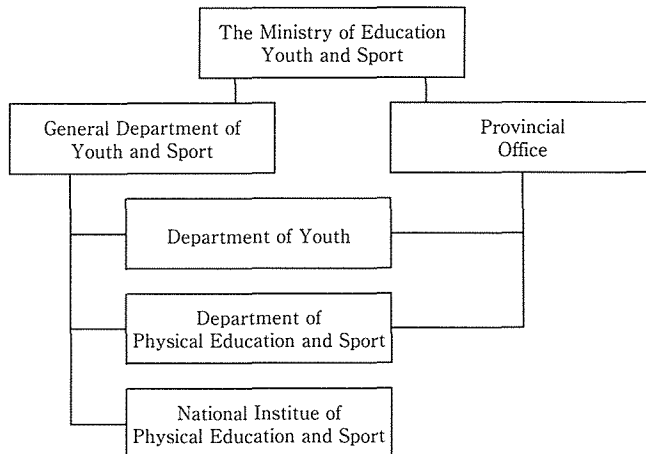 The Ministry of Education
Youth and Sport
General Department of
Youth and Sport
Provincial
Office
Department of Youth
Department of
Physical Education and Sport
National Institue of
Physical Education and Sport